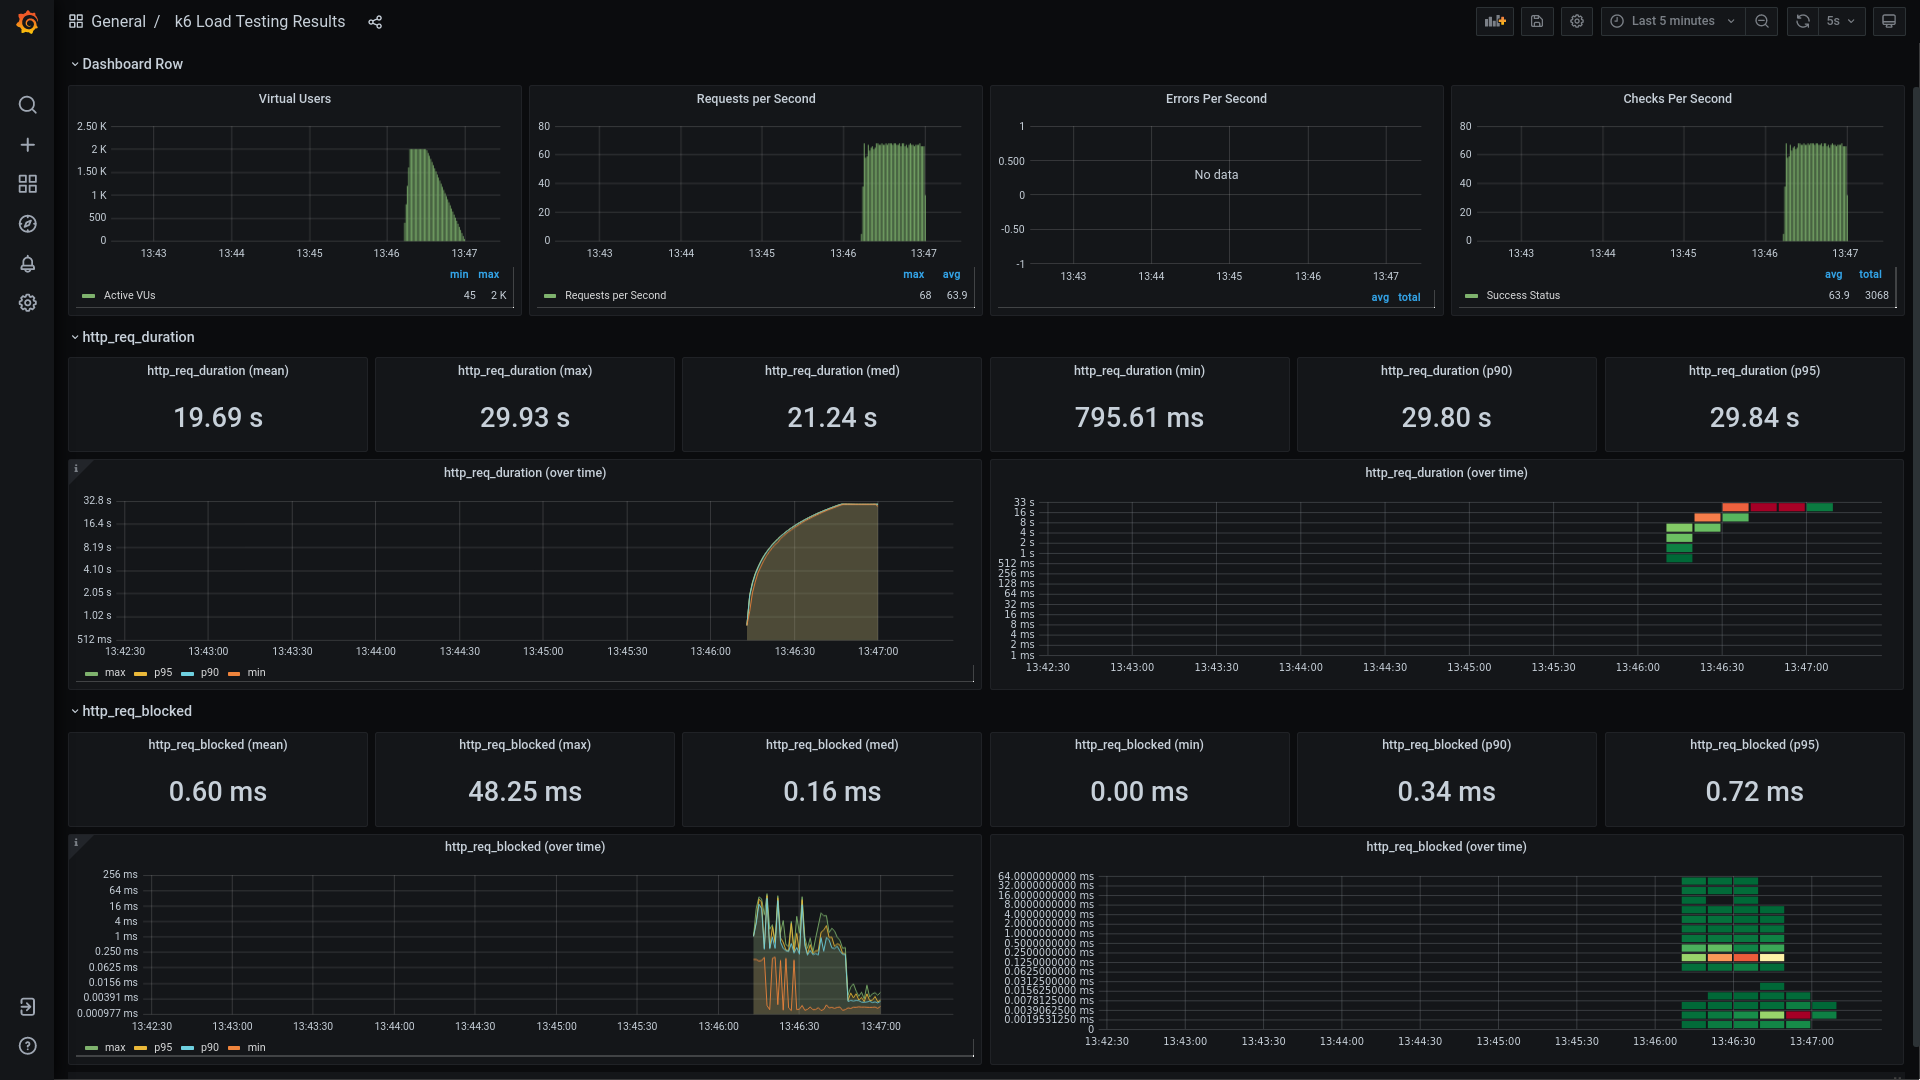 General / k6 Load Testing Results
Last 5 minutes
5s
Dashboard Row
Virtual Users
2.50 K
2 K
1.50 K
1 K
500
0
13:43 13:44 13:45 13:46 13:47
min max
Active VUs 45 2 K
Requests per Second
80
60
40
20
0
13:43 13:44 13:45 13:46 13:47
max avg
Requests per Second 68 63.9
Errors Per Second
1
0.500
0
-0.50
-1
No data
13:43 13:44 13:45 13:46 13:47
avg total
Checks Per Second
80
60
40
20
0
13:43 13:44 13:45 13:46 13:47
avg total
Success Status 63.9 3068
http_req_duration
http_req_duration (mean)
19.69 s
http_req_duration (max)
29.93 s
http_req_duration (med)
21.24 s
http_req_duration (min)
795.61 ms
http_req_duration (p90)
29.80 s
http_req_duration (p95)
29.84 s
i
http_req_duration (over time)
32.8 s
16.4 s
8.19 s
4.10 s
2.05 s
1.02 s
512 ms
13:42:30 13:43:00 13:43:30 13:44:00 13:44:30 13:45:00 13:45:30 13:46:00 13:46:30 13:47:00
max p95 p90 min
http_req_duration (over time)
33 s
16 s
8 s
4 s
2 s
1 s
512 ms
256 ms
128 ms
64 ms
32 ms
16 ms
8 ms
4 ms
2 ms
1 ms
13:42:30 13:43:00 13:43:30 13:44:00 13:44:30 13:45:00 13:45:30 13:46:00 13:46:30 13:47:00
http_req_blocked
http_req_blocked (mean)
0.60 ms
http_req_blocked (max)
48.25 ms
http_req_blocked (med)
0.16 ms
http_req_blocked (min)
0.00 ms
http_req_blocked (p90)
0.34 ms
http_req_blocked (p95)
0.72 ms
i
http_req_blocked (over time)
256 ms
64 ms
16 ms
4 ms
1 ms
0.250 ms
0.0625 ms
0.0156 ms
0.00391 ms
0.000977 ms
13:42:30 13:43:00 13:43:30 13:44:00 13:44:30 13:45:00 13:45:30 13:46:00 13:46:30 13:47:00
max p95 p90 min
http_req_blocked (over time)
64.0000000000 ms
32.0000000000 ms
16.0000000000 ms
8.0000000000 ms
4.0000000000 ms
2.0000000000 ms
1.0000000000 ms
0.5000000000 ms
0.2500000000 ms
0.1250000000 ms
0.0625000000 ms
0.0312500000 ms
0.0156250000 ms
0.0078125000 ms
0.0039062500 ms
0.0019531250 ms
0
13:42:30 13:43:00 13:43:30 13:44:00 13:44:30 13:45:00 13:45:30 13:46:00 13:46:30 13:47:00